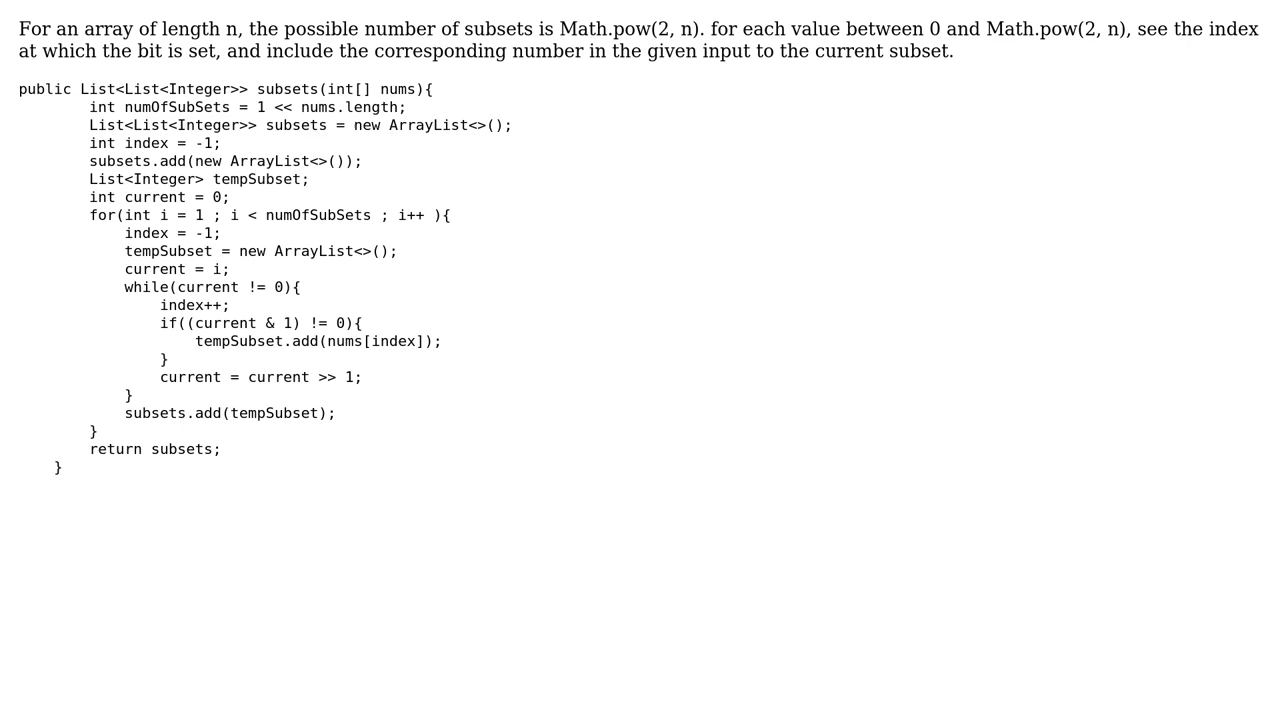 For an array of length n, the possible number of subsets is Math.pow(2, n). for each value between 0 and Math.pow(2, n), see the index
at which the bit is set, and include the corresponding number in the given input to the current subset.
public List<List<Integer>> subsets(int[] nums){
        int numOfSubSets = 1 << nums.length;
        List<List<Integer>> subsets = new ArrayList<>();
        int index = -1;
        subsets.add(new ArrayList<>());
        List<Integer> tempSubset;
        int current = 0;
        for(int i = 1 ; i < numOfSubSets ; i++ ){
            index = -1;
            tempSubset = new ArrayList<>();
            current = i;
            while(current != 0){
                index++;
                if((current & 1) != 0){
                    tempSubset.add(nums[index]);
                }
                current = current >> 1;
            }
            subsets.add(tempSubset);
        }
        return subsets;
    }